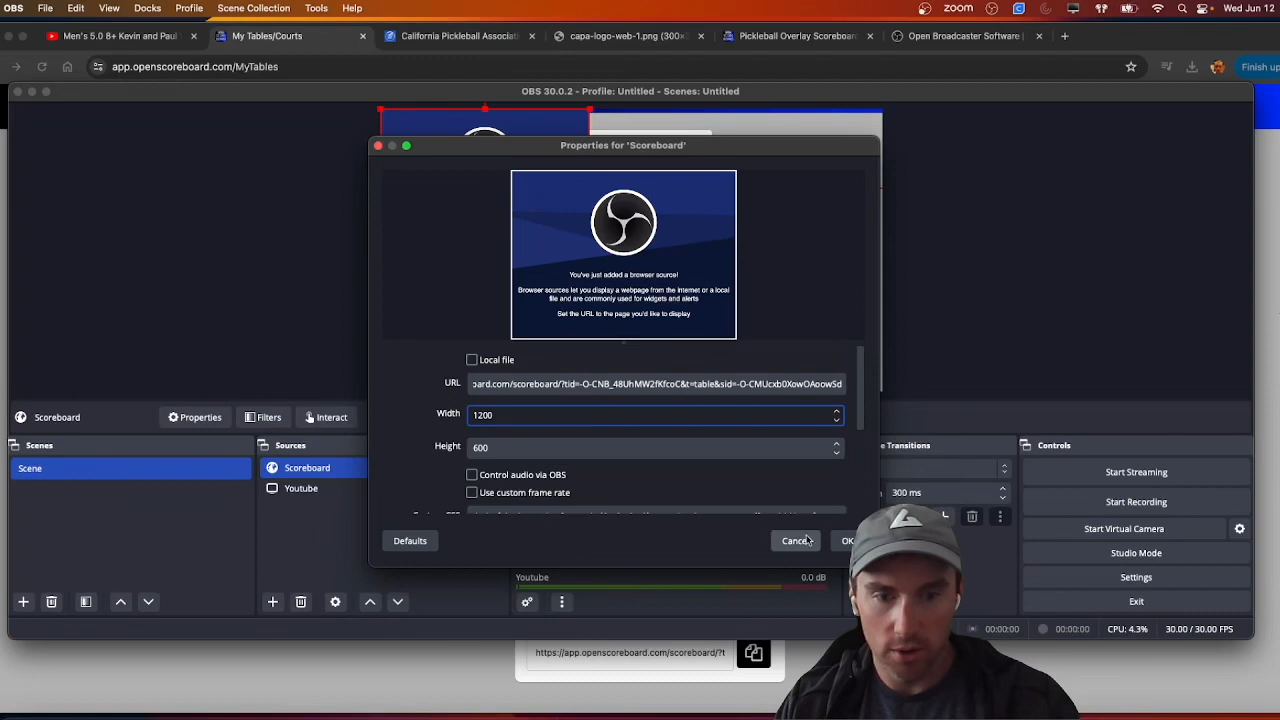 OBS File Edit View Docks Profile Scene Collection Tools Help zoom Wed Jun 12
Men's 5.0 8+ Kevin and Paul My Tables/Courts California Pickleball Associati capa-logo-web-1.png (300× Pickleball Overlay Scoreboard Open Broadcaster Software |
app.openscoreboard.com/MyTables Finish up
OBS 30.0.2 - Profile: Untitled - Scenes: Untitled
Properties for 'Scoreboard'
You've just added a browser source!
Browser sources let you display a webpage from the internet or a local
file and are commonly used for widgets and alerts
Set the URL to the page you'd like to display
Local file
URL oard.com/scoreboard/?tid=-O-CNB_48UhMW2fKfcoC&t=table&sid=-O-CMUcxb0XowOAoowSd
Width 1200
Height 600
Control audio via OBS
Use custom frame rate
Defaults Cancel OK
Scoreboard Properties Filters Interact
Scenes Sources Transitions Controls
Scene Scoreboard Start Streaming
Youtube 300 ms Start Recording
Start Virtual Camera
Studio Mode
Youtube 0.0 dB Settings
Exit
00:00:00 00:00:00 CPU: 4.3% 30.00 / 30.00 FPS
https://app.openscoreboard.com/scoreboard/?t